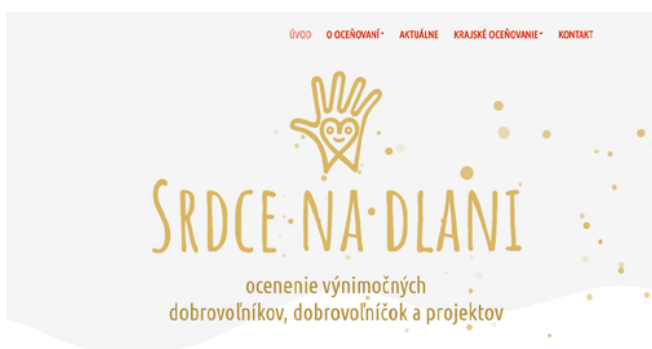 ÚVOD O OCEŇOVANÍ AKTUÁLNE KRAJSKÉ OCEŇOVANIE KONTAKT
SRDCE NA DLANI
ocenenie výnimočných
dobrovoľníkov, dobrovoľníčok a projektov